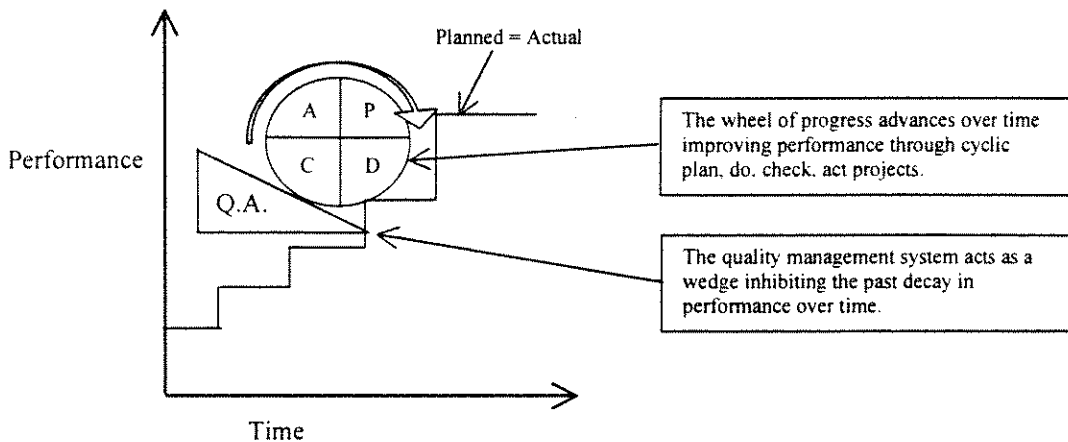 Planned = Actual
A P
C D
The wheel of progress advances over time
improving performance through cyclic
plan, do, check, act projects.
Performance
Q.A.
The quality management system acts as a
wedge inhibiting the past decay in
performance over time.
Time